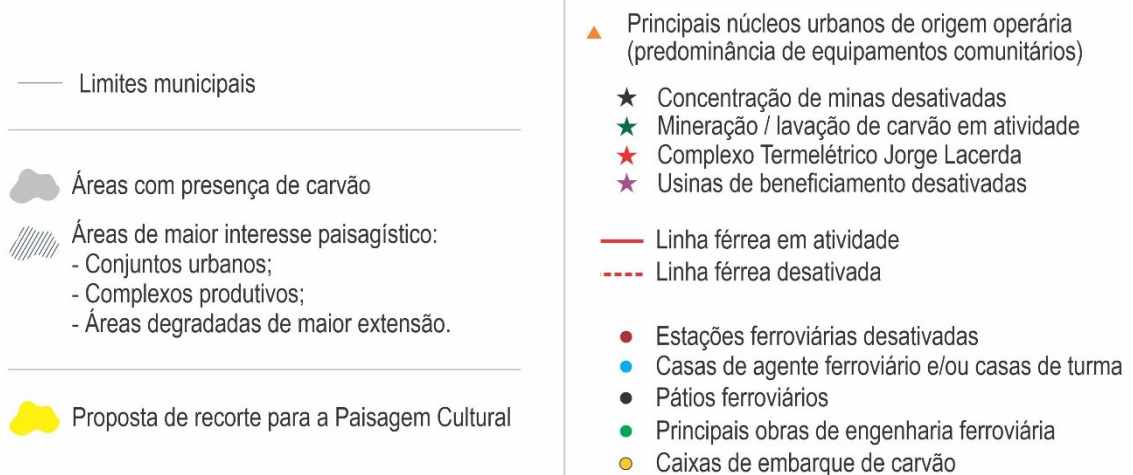 Limites municipais
Áreas com presença de carvão
Áreas de maior interesse paisagístico:
- Conjuntos urbanos;
- Complexos produtivos;
- Áreas degradadas de maior extensão.
Proposta de recorte para a Paisagem Cultural
Principais núcleos urbanos de origem operária
(predominância de equipamentos comunitários)
Concentração de minas desativadas
Mineração / lavação de carvão em atividade
Complexo Termelétrico Jorge Lacerda
Usinas de beneficiamento desativadas
Linha férrea em atividade
Linha férrea desativada
Estações ferroviárias desativadas
Casas de agente ferroviário e/ou casas de turma
Pátios ferroviários
Principais obras de engenharia ferroviária
Caixas de embarque de carvão